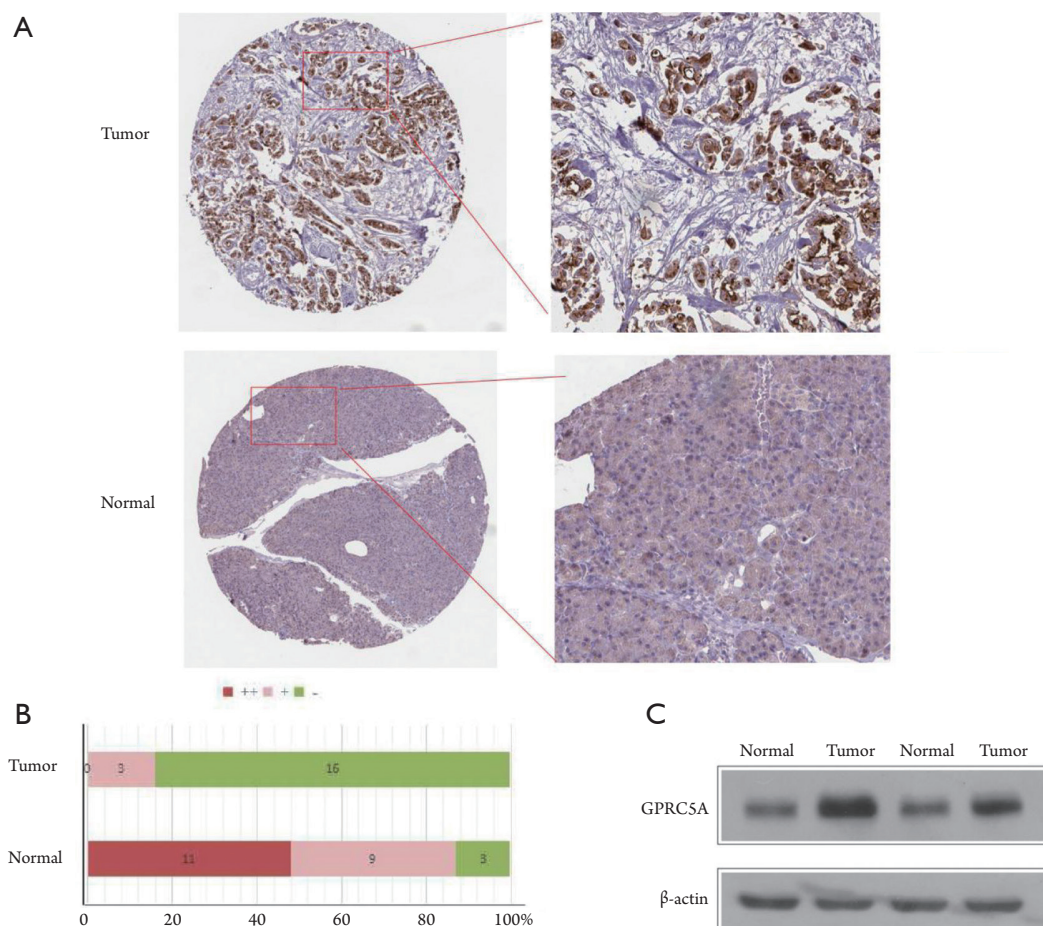 A
Tumor
Normal
++ + -
B
Tumor
0 3 16
Normal
11 9 3
0 20 40 60 80 100%
C
Normal Tumor Normal Tumor
GPRC5A
β-actin